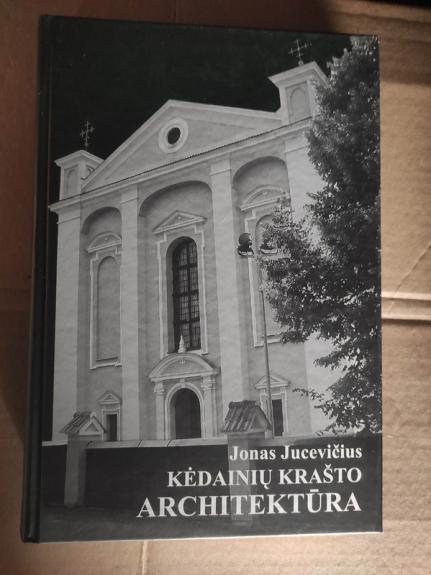 Jonas Jucevičius
KĖDAINIŲ KRAŠTO
ARCHITEKTŪRA